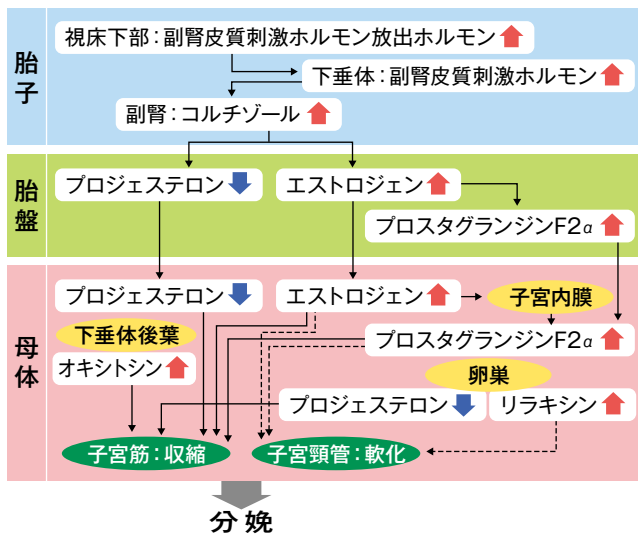 胎子
視床下部：副腎皮質刺激ホルモン放出ホルモン
下垂体：副腎皮質刺激ホルモン
副腎：コルチゾール
胎盤
プロジェステロン
エストロジェン
プロスタグランジンF2α
母体
プロジェステロン
エストロジェン
子宮内膜
下垂体後葉
プロスタグランジンF2α
オキシトシン
卵巣
プロジェステロン
リラキシン
子宮筋：収縮
子宮頸管：軟化
分娩